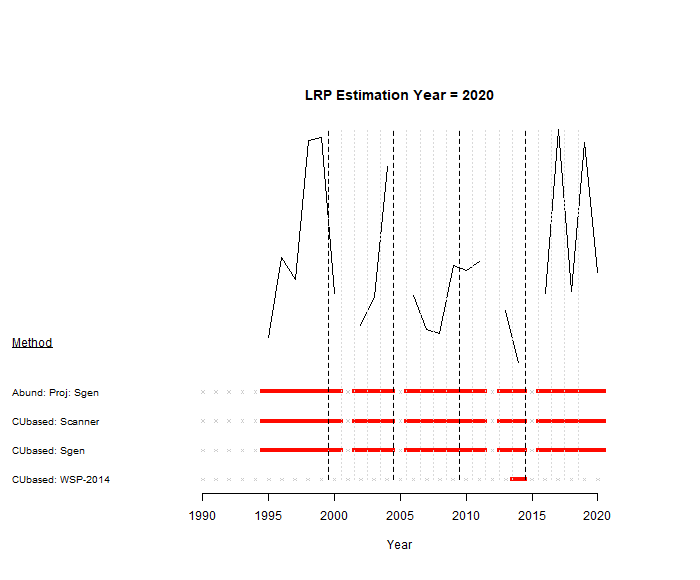 LRP Estimation Year = 2020
Method
Abund: Proj: Sgen
CUbased: Scanner
CUbased: Sgen
CUbased: WSP-2014
1990 1995 2000 2005 2010 2015 2020
Year